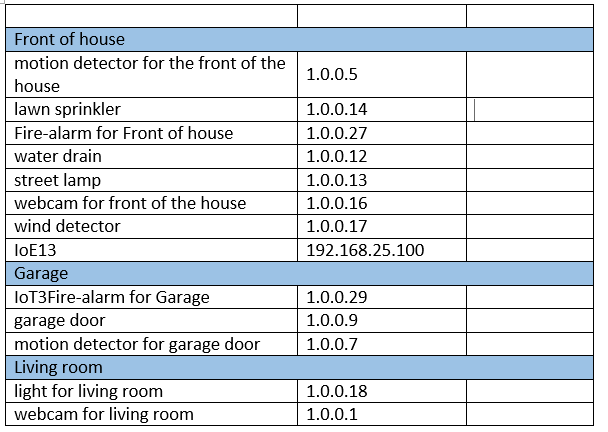 Front of house
motion detector for the front of the
house
1.0.0.5
lawn sprinkler 1.0.0.14
Fire-alarm for Front of house 1.0.0.27
water drain 1.0.0.12
street lamp 1.0.0.13
webcam for front of the house 1.0.0.16
wind detector 1.0.0.17
IoE13 192.168.25.100
Garage
IoT3Fire-alarm for Garage 1.0.0.29
garage door 1.0.0.9
motion detector for garage door 1.0.0.7
Living room
light for living room 1.0.0.18
webcam for living room 1.0.0.1